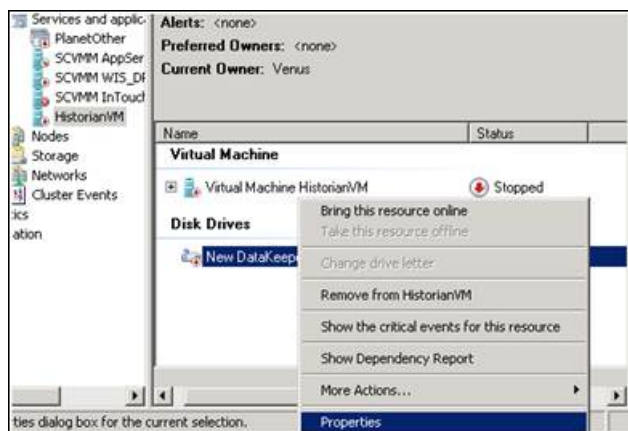 Services and applic
PlanetOther
SCVMM AppSer
SCVMM WIS_DF
SCVMM InTouch
HistorianVM
Nodes
Storage
Networks
Cluster Events
ics
ation
Alerts: <none>
Preferred Owners: <none>
Current Owner: Venus
Name Status
Virtual Machine
Virtual Machine HistorianVM Stopped
Disk Drives
New DataKeepe
Bring this resource online
Take this resource offline
Change drive letter
Remove from HistorianVM
Show the critical events for this resource
Show Dependency Report
More Actions...
Properties
ties dialog box for the current selection.